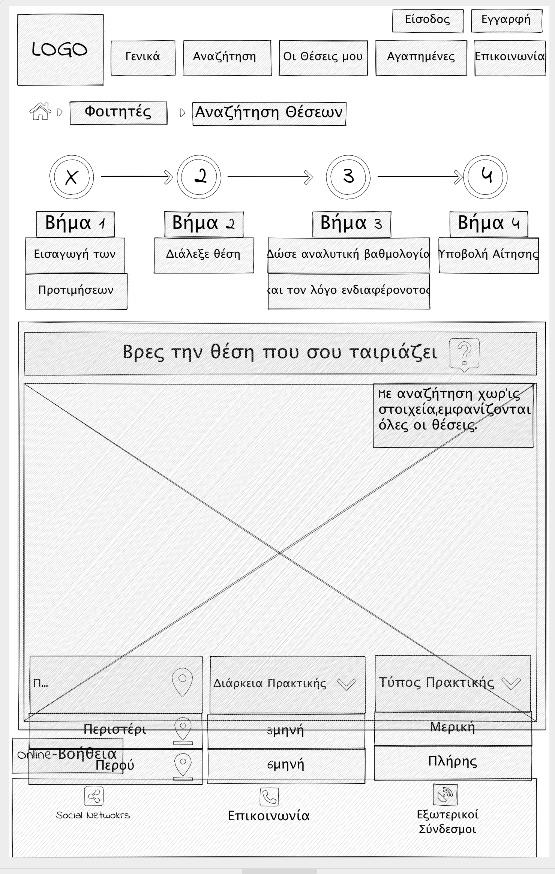 Είσοδος
Εγγαρφή
LOGO
Γενικά
Αναζήτηση
Οι Θέσεις μου
Αγαπημένες
Επικοινωνία
Φοιτητές
Αναζήτηση Θέσεων
X
2
3
4
Βήμα 1
Βήμα 2
Βήμα 3
Βήμα 4
Εισαγωγή των
Προτιμήσεων
Διάλεξε θέση
Δώσε αναλυτική βαθμολογία
και τον λόγο ενδιαφέροντος
Υποβολή Αίτησης
Βρες την θέση που σου ταιριάζει
?
Με αναζήτηση χωρίς
στοιχεία,εμφανίζονται
όλες οι θέσεις.
Π...
Διάρκεια Πρακτικής
Τύπος Πρακτικής
Περιστέρι
3μηνή
Μερική
Online-Βοήθεια
Περού
6μηνή
Πλήρης
Social Networks
Επικοινωνία
Εξωτερικοί
Σύνδεσμοι